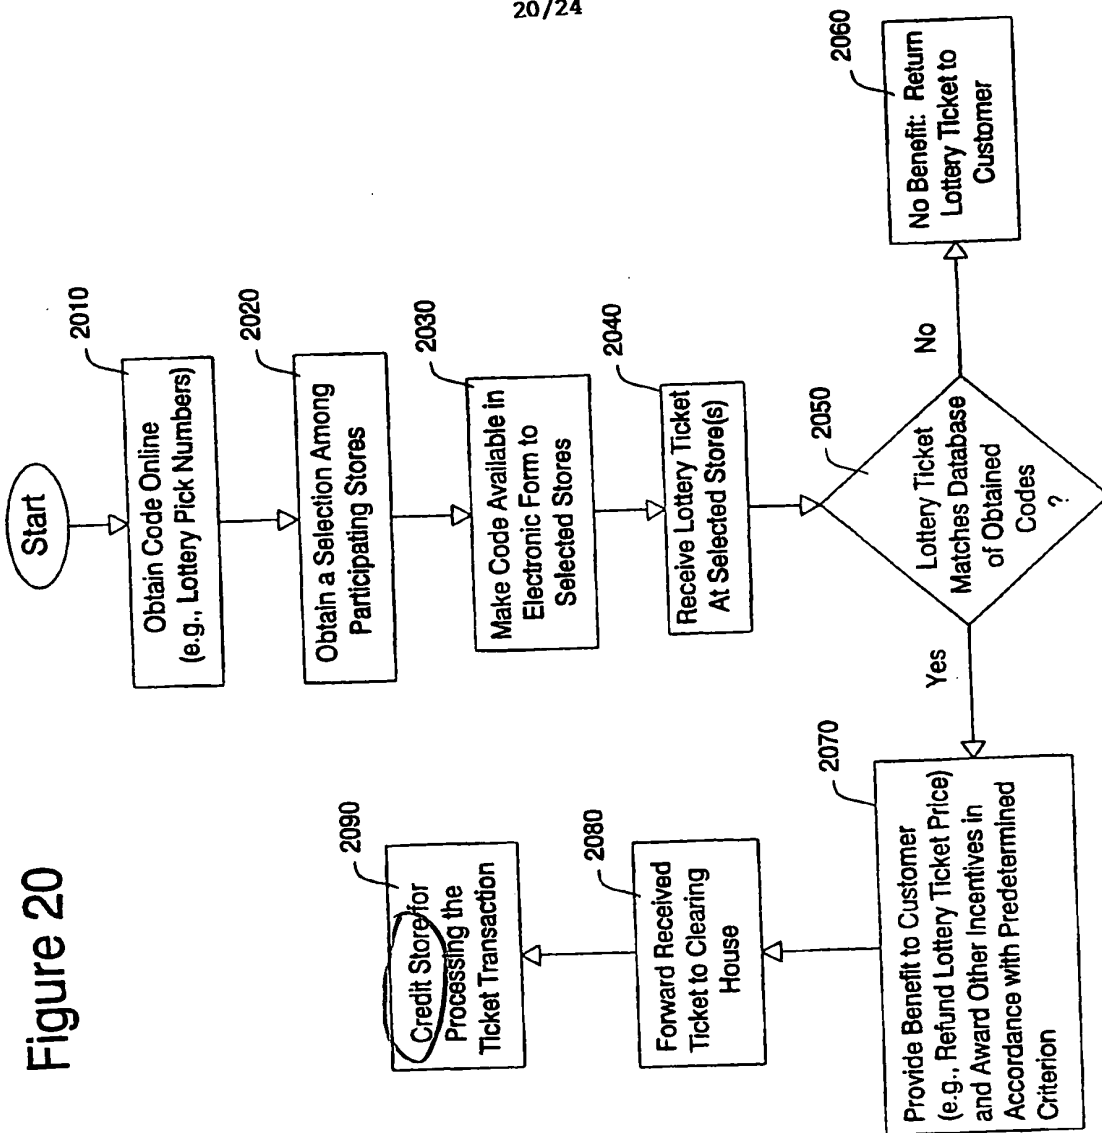 20/24
Figure 20
Start
2010
Obtain Code Online
(e.g., Lottery Pick Numbers)
2020
Obtain a Selection Among
Participating Stores
2030
Make Code Available in
Electronic Form to
Selected Stores
2040
Receive Lottery Ticket
At Selected Store(s)
2050
Lottery Ticket
Matches Database
of Obtained
Codes
?
No
2060
No Benefit: Return
Lottery Ticket to
Customer
Yes
2070
Provide Benefit to Customer
(e.g., Refund Lottery Ticket Price)
and Award Other Incentives in
Accordance with Predetermined
Criterion
2080
Forward Received
Ticket to Clearing
House
2090
Credit Store for
Processing the
Ticket Transaction